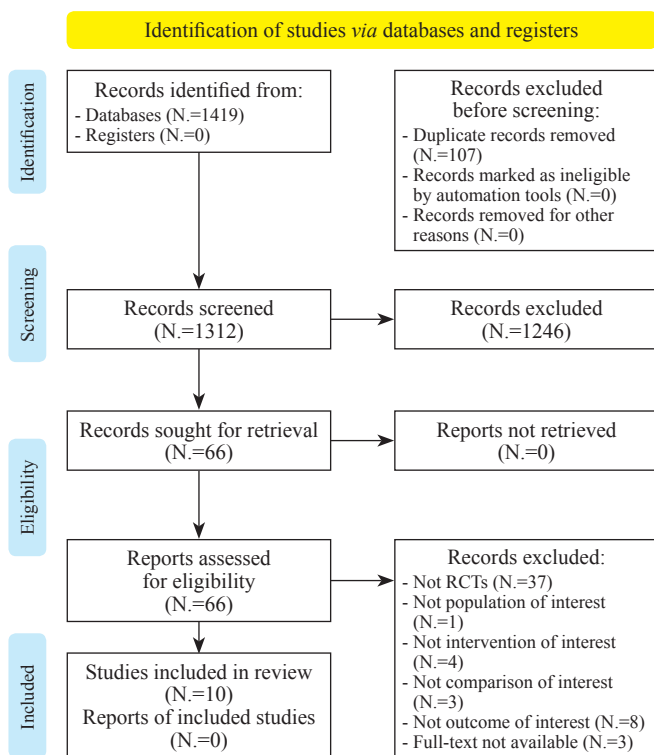 Identification of studies via databases and registers
Identification
Records identified from:
- Databases (N.=1419)
- Registers (N.=0)
Records excluded
before screening:
- Duplicate records removed
(N.=107)
- Records marked as ineligible
by automation tools (N.=0)
- Records removed for other
reasons (N.=0)
Screening
Records screened
(N.=1312)
Records excluded
(N.=1246)
Eligibility
Records sought for retrieval
(N.=66)
Reports not retrieved
(N.=0)
Reports assessed
for eligibility
(N.=66)
Records excluded:
- Not RCTs (N.=37)
- Not population of interest
(N.=1)
- Not intervention of interest
(N.=4)
- Not comparison of interest
(N.=3)
- Not outcome of interest (N.=8)
- Full-text not available (N.=3)
Included
Studies included in review
(N.=10)
Reports of included studies
(N.=0)